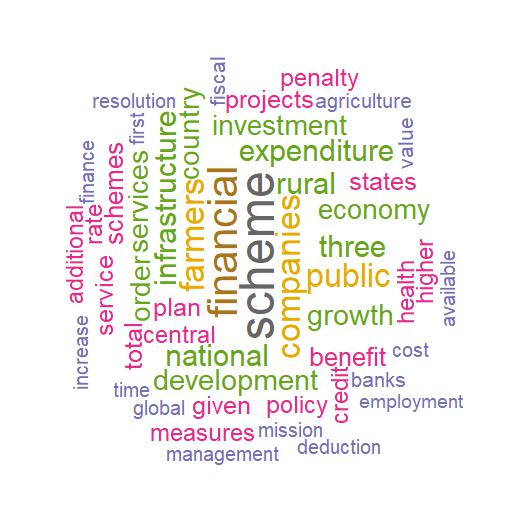 fiscal
penalty
resolution
projects
agriculture
country
first
infrastructure
investment
value
expenditure
finance
schemes
services
farmers
financial
scheme
rural
states
additional
rate
companies
economy
order
service
three
public
health
higher
available
plan
growth
increase
total
central
national
benefit
cost
development
credit
banks
time
global
given
policy
employment
measures
mission
management
deduction